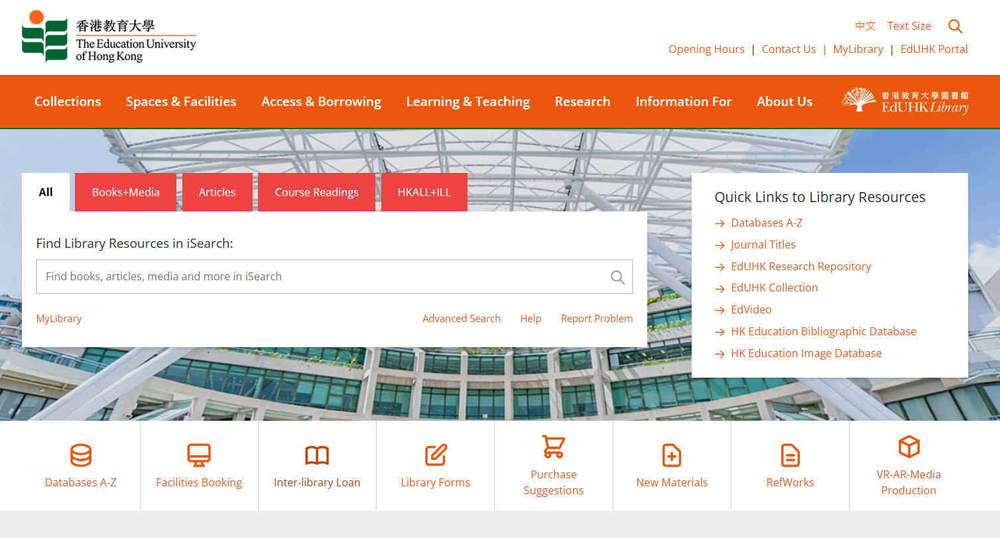 香港教育大學
The Education University
of Hong Kong
中文 Text Size
Opening Hours | Contact Us | MyLibrary | EdUHK Portal
Collections Spaces & Facilities Access & Borrowing Learning & Teaching Research Information For About Us
香港教育大學圖書館
EdUHK Library
All Books+Media Articles Course Readings HKALL+ILL
Find Library Resources in iSearch:
Find books, articles, media and more in iSearch
MyLibrary Advanced Search Help Report Problem
Quick Links to Library Resources
Databases A-Z
Journal Titles
EdUHK Research Repository
EdUHK Collection
EdVideo
HK Education Bibliographic Database
HK Education Image Database
Databases A-Z
Facilities Booking
Inter-library Loan
Library Forms
Purchase
Suggestions
New Materials
RefWorks
VR-AR-Media
Production